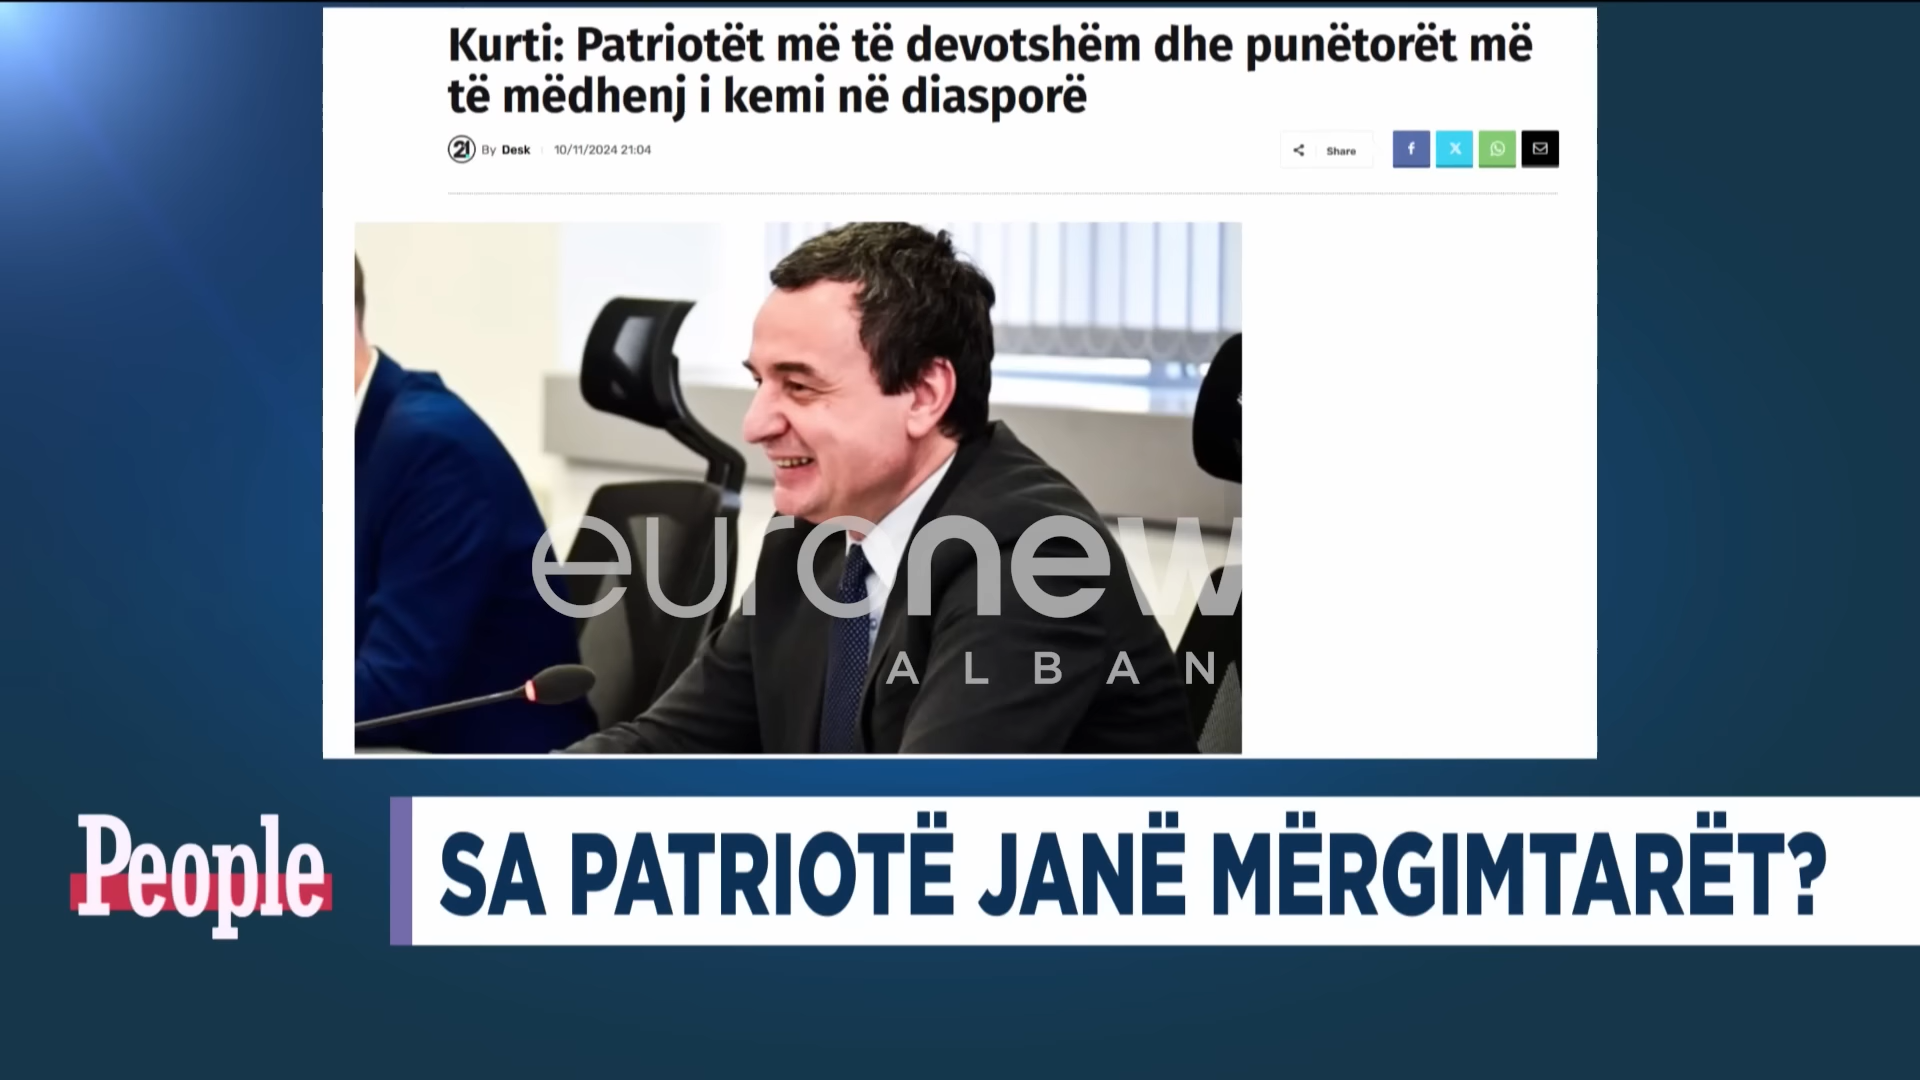 Kurti: Patriotët më të devotshëm dhe punëtorët më
të mëdhenj i kemi në diasporë
21 By Desk 10/11/2024 21:04
Share
euronew
ALBAN
People
SA PATRIOTË JANË MËRGIMTARËT?